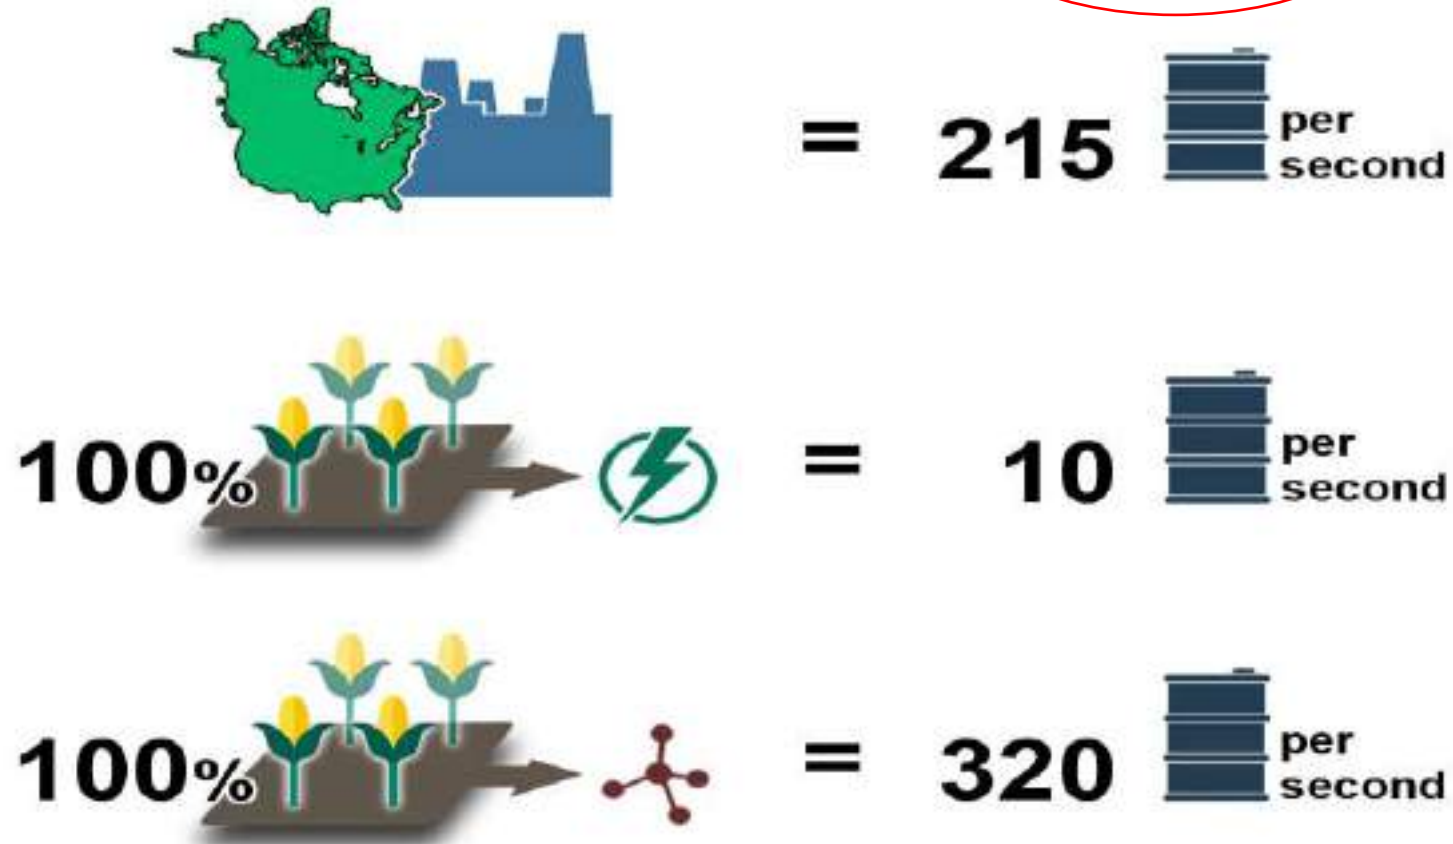 = 215 per
second
100% = 10 per
second
100% = 320 per
second